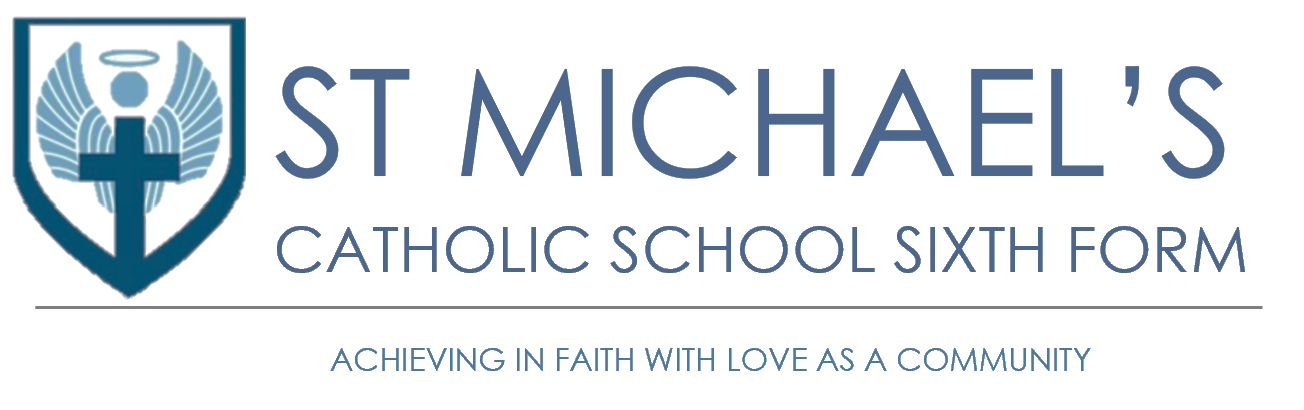 ST MICHAEL'S
CATHOLIC SCHOOL SIXTH FORM
ACHIEVING IN FAITH WITH LOVE AS A COMMUNITY